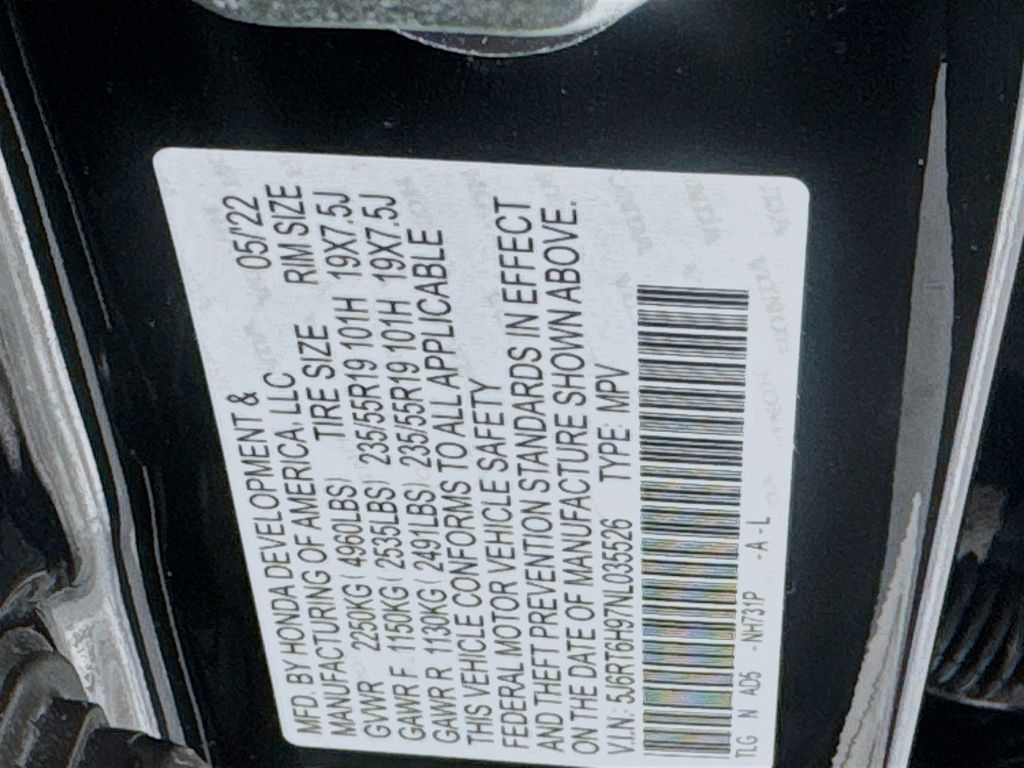 MFD. BY HONDA DEVELOPMENT & 05/'22
MANUFACTURING OF AMERICA, LLC RIM SIZE
GVWR 2250KG ( 4960LBS) TIRE SIZE
GAWR F 1150KG ( 2535LBS) 235/55R19 101H 19X7.5J
GAWR R 1130KG ( 2491LBS) 235/55R19 101H 19X7.5J
THIS VEHICLE CONFORMS TO ALL APPLICABLE
FEDERAL MOTOR VEHICLE SAFETY
AND THEFT PREVENTION STANDARDS IN EFFECT
ON THE DATE OF MANUFACTURE SHOWN ABOVE.
V.I.N: 5J6RT6H97NL035526 TYPE: MPV
TLG N AD5 -NH731P -A-L